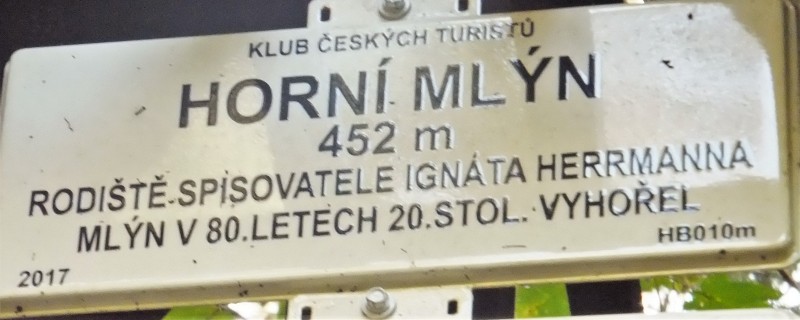 KLUB ČESKÝCH TURISTŮ
HORNÍ MLÝN
452 m
RODIŠTĚ SPISOVATELE IGNÁTA HERRMANNA
MLÝN V 80.LETECH 20.STOL. VYHOŘEL
HB010m
2017